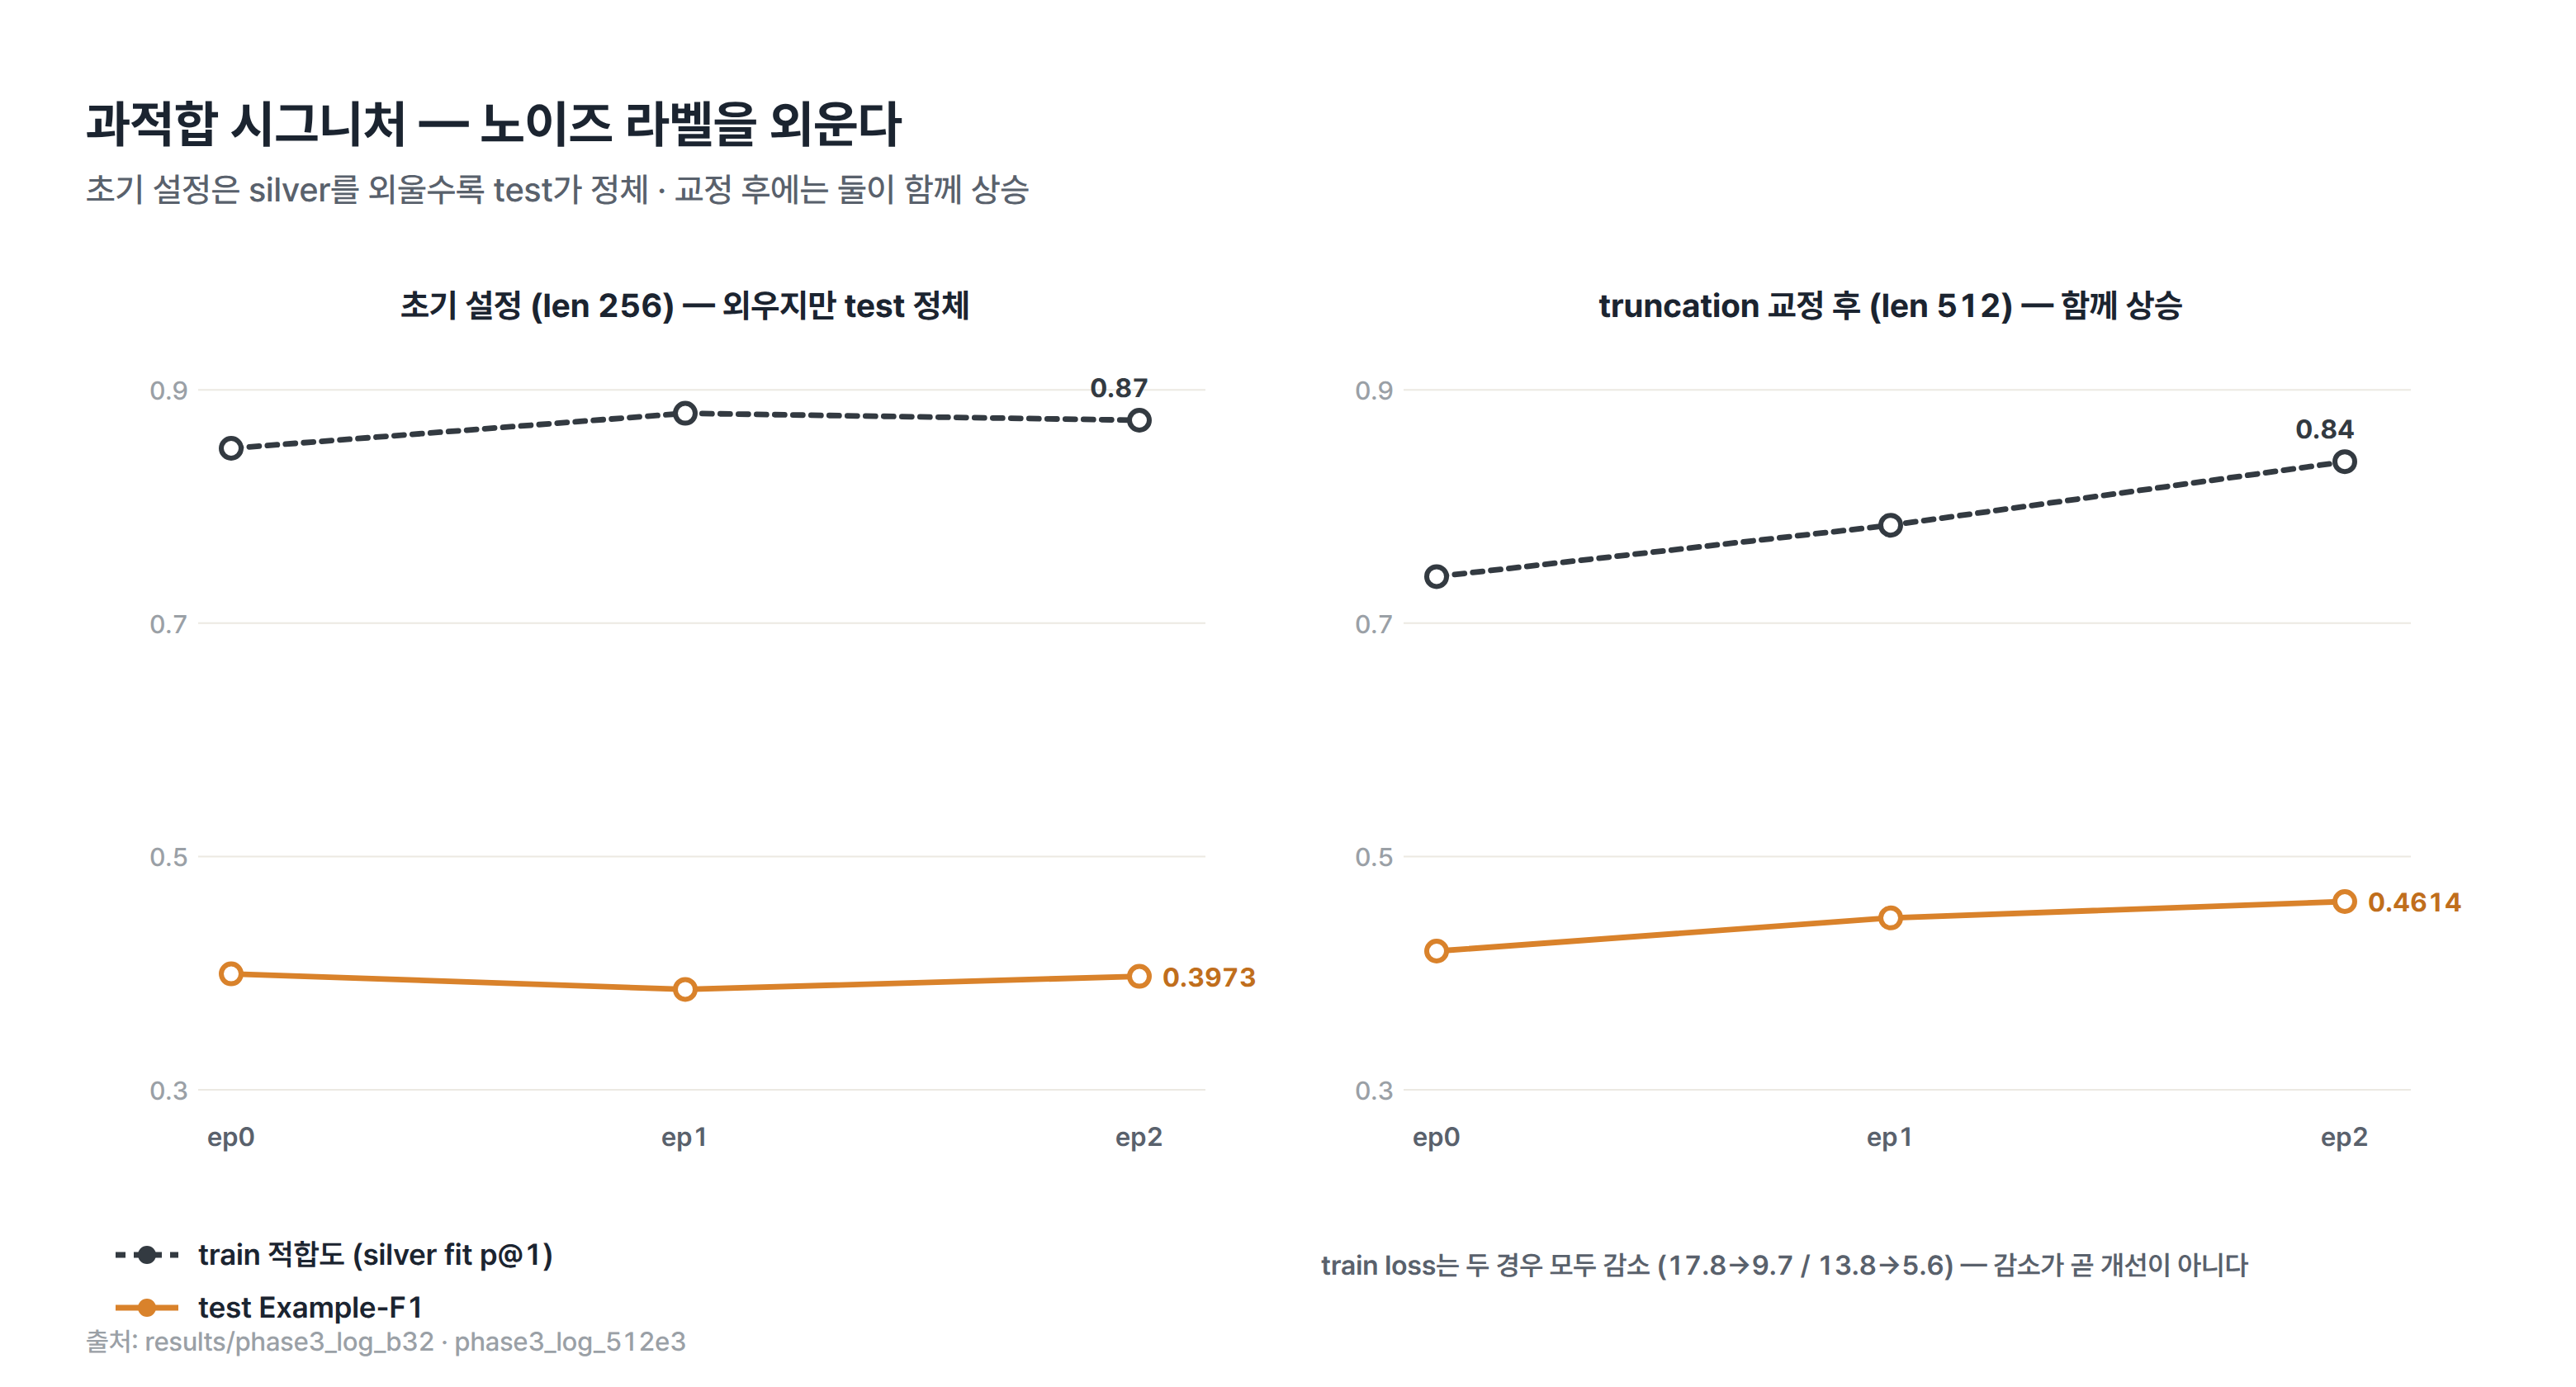 과적합 시그니처 — 노이즈 라벨을 외운다
초기 설정은 silver를 외울수록 test가 정체 · 교정 후에는 둘이 함께 상승
초기 설정 (len 256) — 외우지만 test 정체
0.9
0.7
0.5
0.3
0.87
0.3973
ep0
ep1
ep2
truncation 교정 후 (len 512) — 함께 상승
0.9
0.7
0.5
0.3
0.84
0.4614
ep0
ep1
ep2
train 적합도 (silver fit p@1)
test Example-F1
train loss는 두 경우 모두 감소 (17.8→9.7 / 13.8→5.6) — 감소가 곧 개선이 아니다
출처: results/phase3_log_b32 · phase3_log_512e3